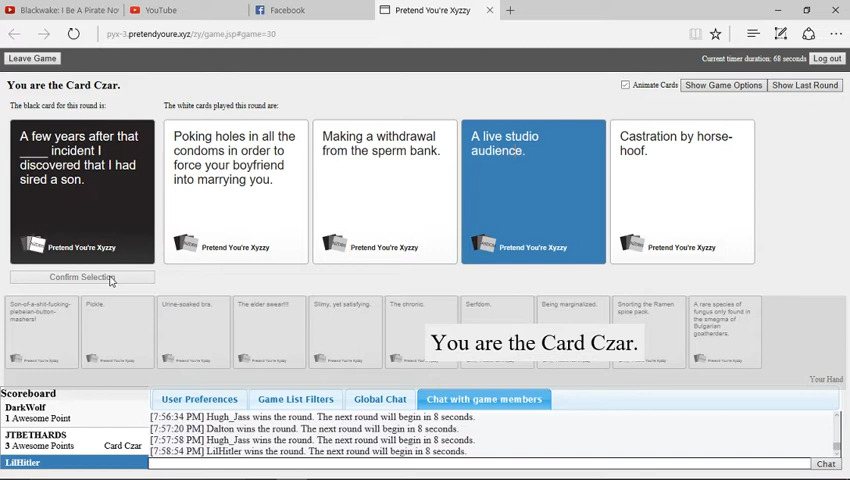 Blackwake: I Be A Pirate No
YouTube
Facebook
Pretend You're Xyzzy
pyx-3.pretendyoure.xyz/zy/game.jsp#game=30
Leave Game
Current timer duration: 68 seconds
Log out
You are the Card Czar.
Animate Cards
Show Game Options
Show Last Round
The black card for this round is:
The white cards played this round are:
A few years after that
____ incident I
discovered that I had
sired a son.
Pretend You're Xyzzy
Poking holes in all the
condoms in order to
force your boyfriend
into marrying you.
Pretend You're Xyzzy
Making a withdrawal
from the sperm bank.
Pretend You're Xyzzy
A live studio
audience.
Pretend You're Xyzzy
Castration by horse-
hoof.
Pretend You're Xyzzy
Confirm Selection
Son-of-a-shit-fucking-
plebeian-button-
mashers!
Pickle.
Urine-soaked bra.
The elder swear!!!
Slimy, yet satisfying.
The chronic.
Serfdom.
Being marginalized.
Snorting the Ramen
spice pack.
A rare species of
fungus only found in
the smegma of
Bulgarian
goatherders.
You are the Card Czar.
Your Hand
Scoreboard
DarkWolf
1 Awesome Point
JTBETHARDS
3 Awesome Points
Card Czar
LilHitler
User Preferences
Game List Filters
Global Chat
Chat with game members
[7:56:34 PM] Hugh_Jass wins the round. The next round will begin in 8 seconds.
[7:57:20 PM] Dalton wins the round. The next round will begin in 8 seconds.
[7:57:58 PM] Hugh_Jass wins the round. The next round will begin in 8 seconds.
[7:58:54 PM] LilHitler wins the round. The next round will begin in 8 seconds.
Chat